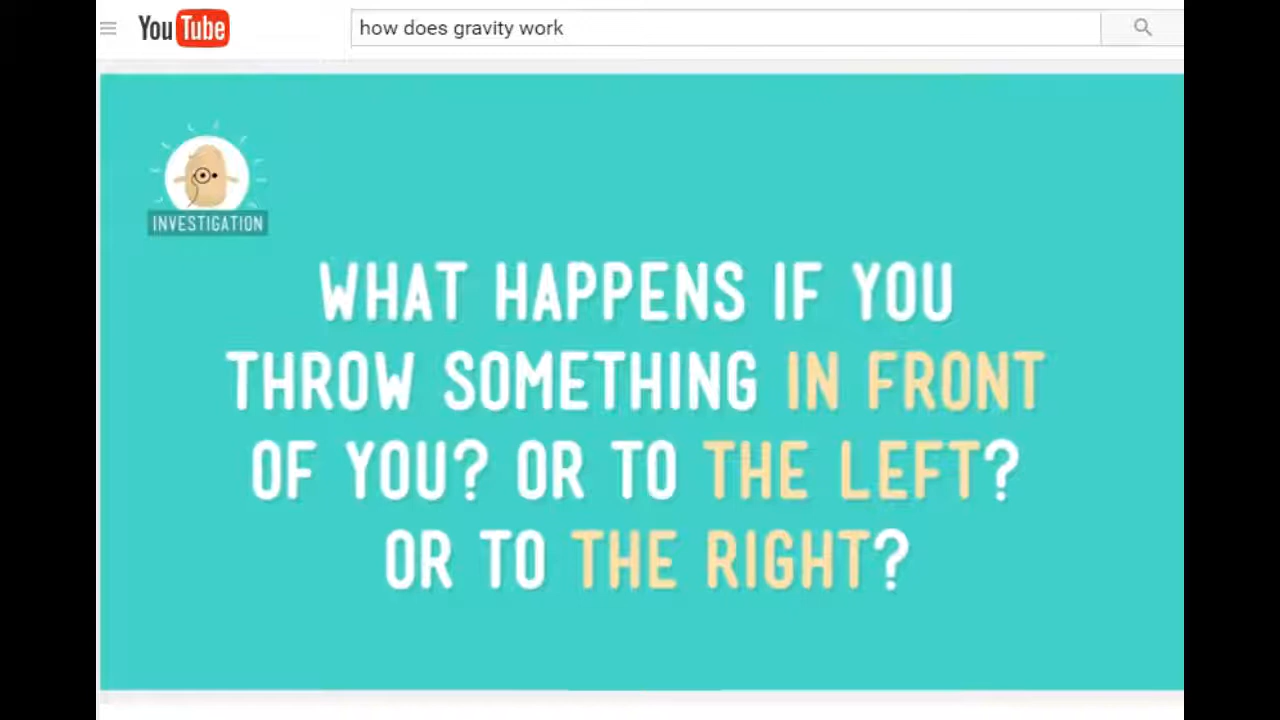 YouTube
how does gravity work
INVESTIGATION
WHAT HAPPENS IF YOU
THROW SOMETHING IN FRONT
OF YOU? OR TO THE LEFT?
OR TO THE RIGHT?